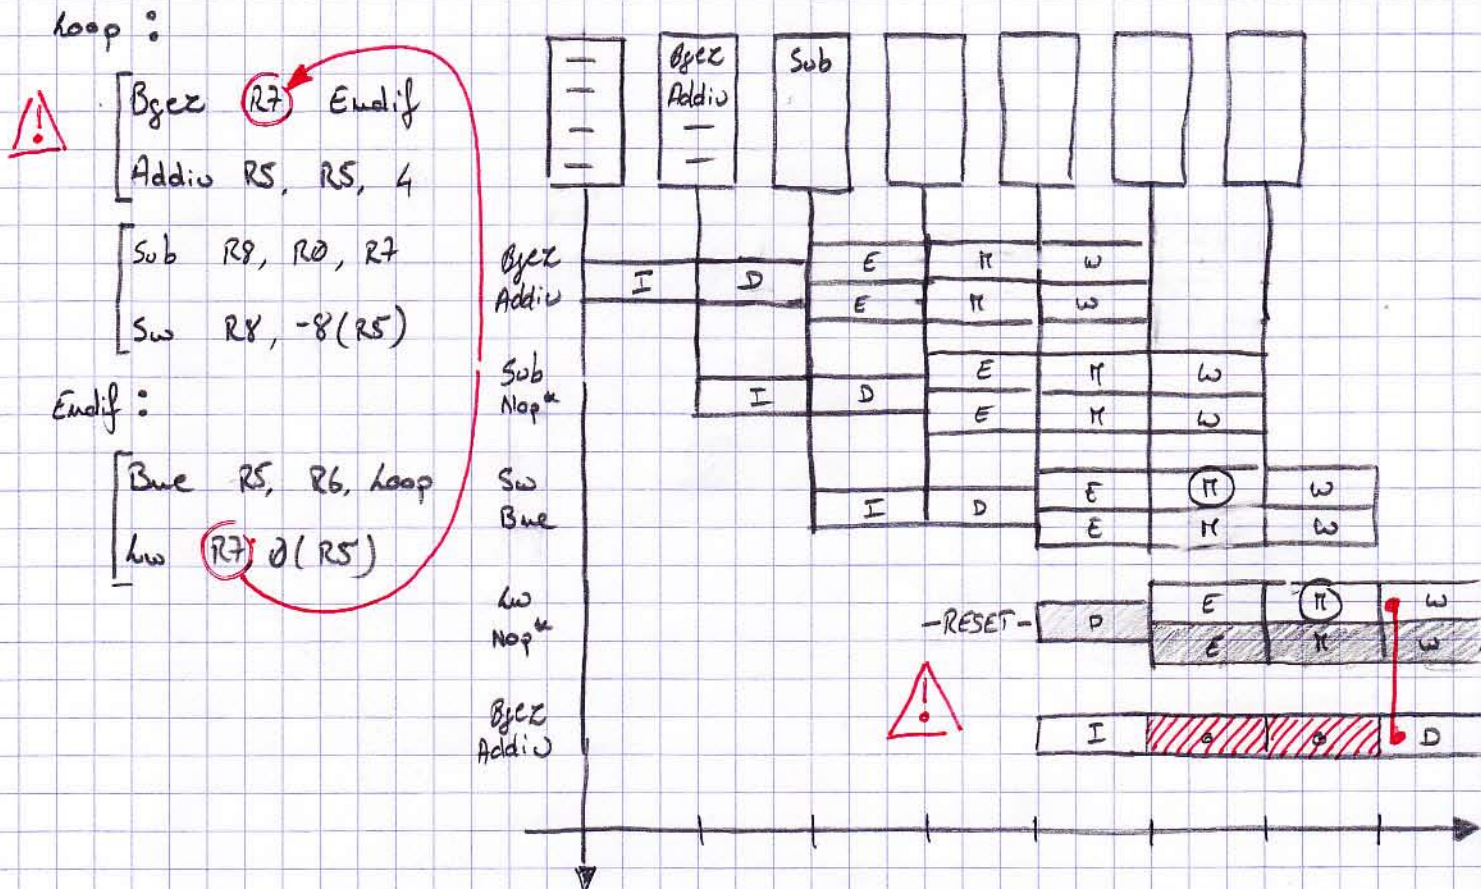 Loop :
Bgez R7 Endif
Addiu R5, R5, 4
Sub R8, R0, R7
Sw R8, -8(R5)
Endif :
Bne R5, R6, Loop
Lw R7, 0(R5)
Bgez
Addiu
Sub
Bgez
Addiu
I D E M W
E M W
Sub
Nop*
I D E M W
E M W
Sw
Bne
I D E M W
E M W
Lw
Nop*
-RESET- D E M W
E M W
Bgez
Addiu
I o o D